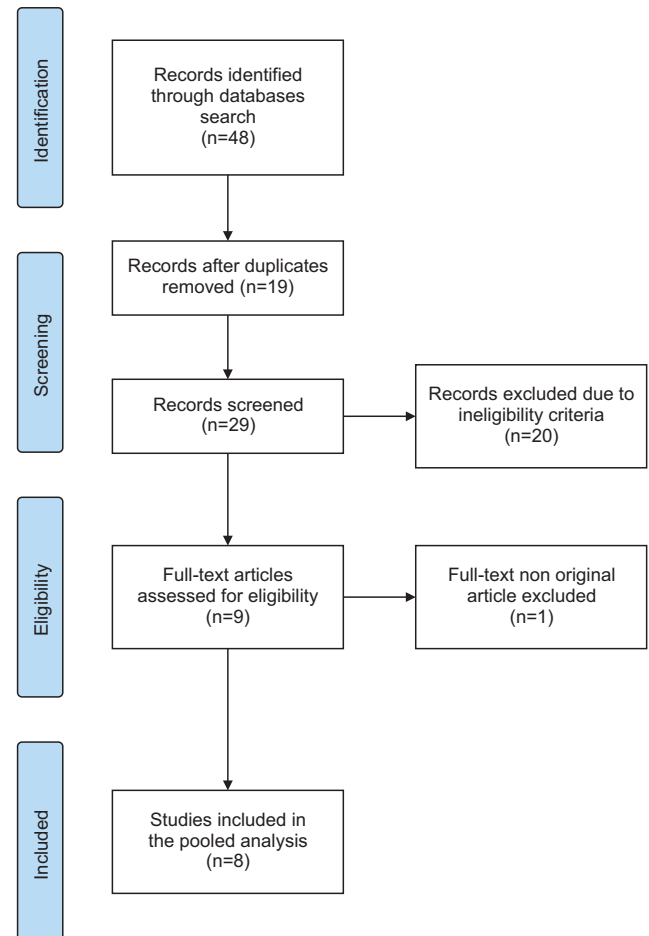 Identification
Records identified
through databases
search
(n=48)
Screening
Records after duplicates
removed (n=19)
Records screened
(n=29)
Records excluded due to
ineligibility criteria
(n=20)
Eligibility
Full-text articles
assessed for eligibility
(n=9)
Full-text non original
article excluded
(n=1)
Included
Studies included in
the pooled analysis
(n=8)